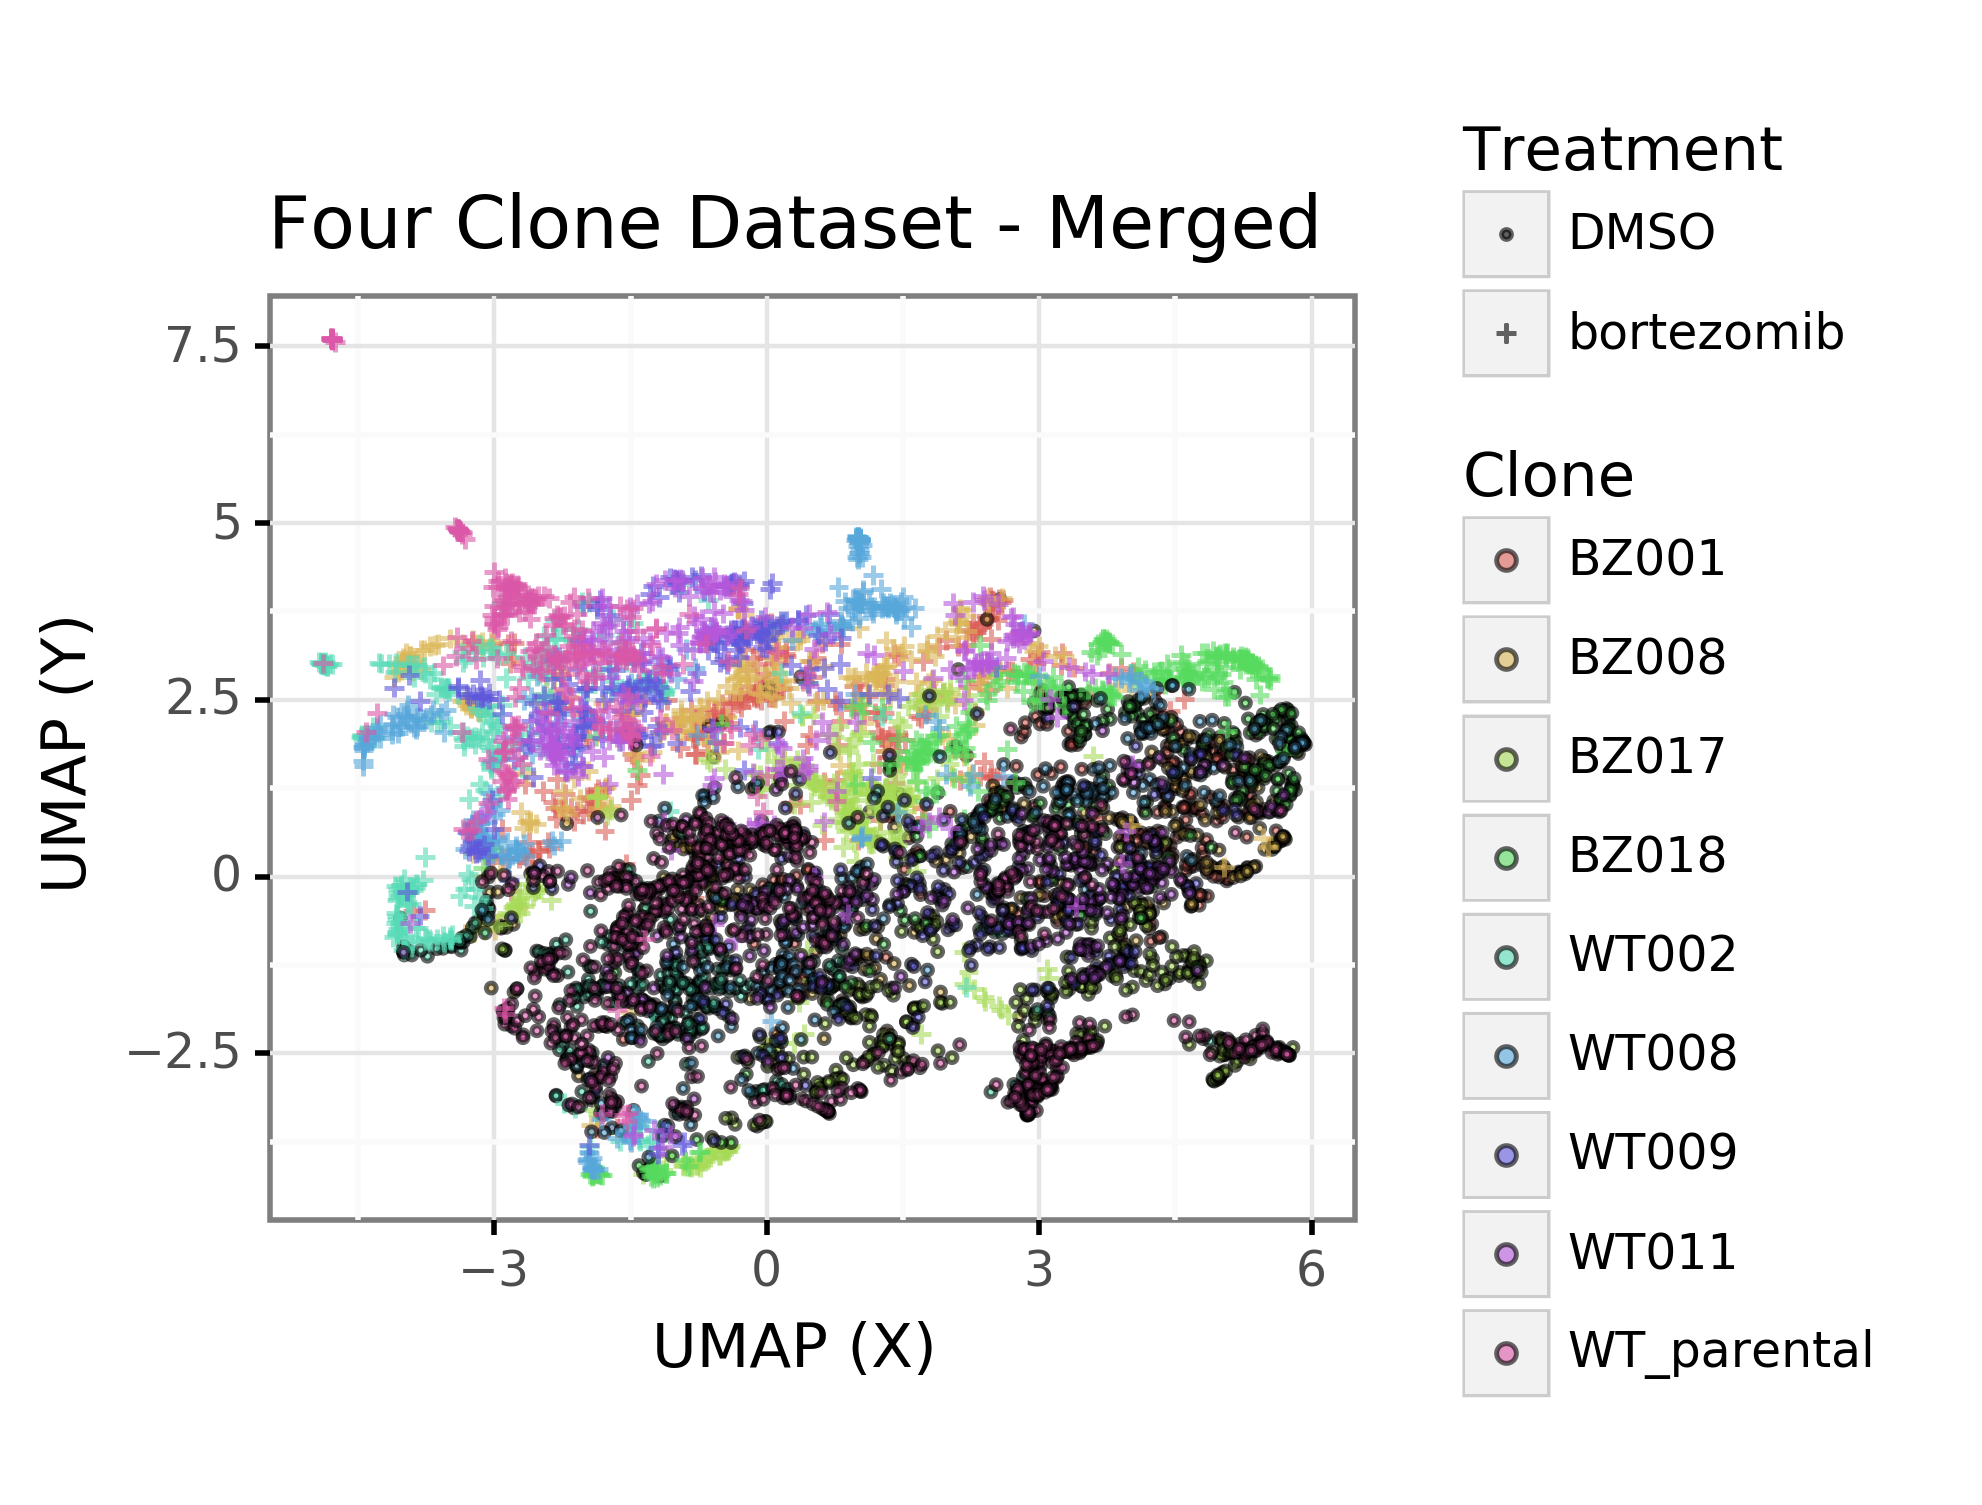 Four Clone Dataset - Merged
7.5
5
2.5
0
−2.5
−3
0
3
6
UMAP (X)
UMAP (Y)
Treatment
DMSO
bortezomib
Clone
BZ001
BZ008
BZ017
BZ018
WT002
WT008
WT009
WT011
WT_parental